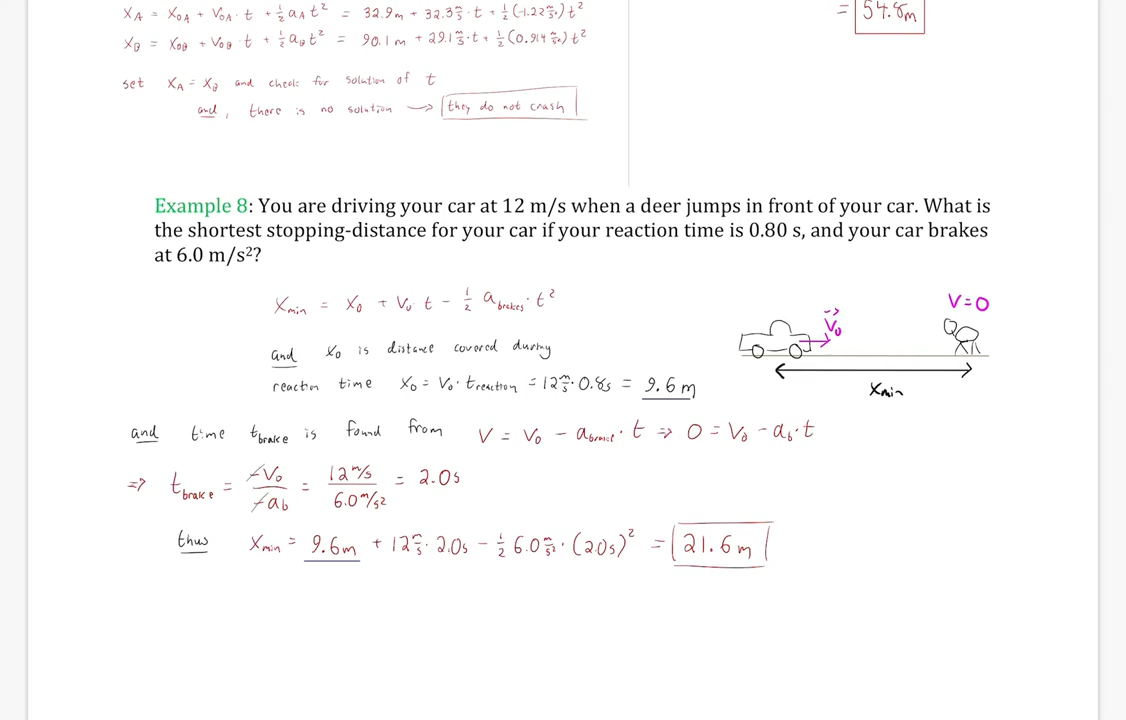 X_A = X_0A + V_0A · t + ½ a_A t² = 32.9 m + 32.3 m/s · t + ½(-1.22 m/s²) t²
= 54.8 m
X_B = X_0B + V_0B · t + ½ a_B t² = 90.1 m + 29.1 m/s · t + ½(0.914 m/s²) t²
set X_A = X_B and check for solution of t
and, there is no solution → they do not crash
Example 8: You are driving your car at 12 m/s when a deer jumps in front of your car. What is
the shortest stopping-distance for your car if your reaction time is 0.80 s, and your car brakes
at 6.0 m/s²?
X_min = X_0 + V_0 · t - ½ a_brakes · t²
V = 0
V_0
and X_0 is distance covered during
reaction time X_0 = V_0 · t_reaction = 12 m/s · 0.8s = 9.6 m
X_min
and time t_brake is found from V = V_0 - a_brake · t ⇒ 0 = V_0 - a_b · t
⇒ t_brake = -V_0 / -a_b = 12 m/s / 6.0 m/s² = 2.0s
thus X_min = 9.6 m + 12 m/s · 2.0s - ½ 6.0 m/s² · (2.0s)² = 21.6 m